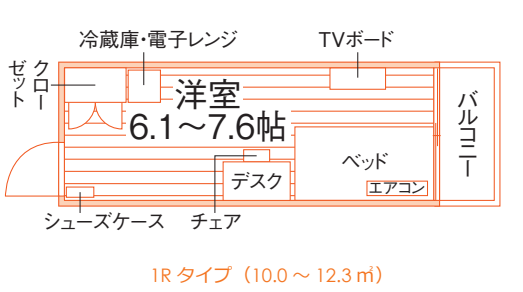 冷蔵庫・電子レンジ
TVボード
クロー
ゼット
洋室
6.1〜7.6帖
バルコニー
ベッド
デスク
エアコン
シューズケース
チェア
1R タイプ（10.0 〜 12.3 ㎡）